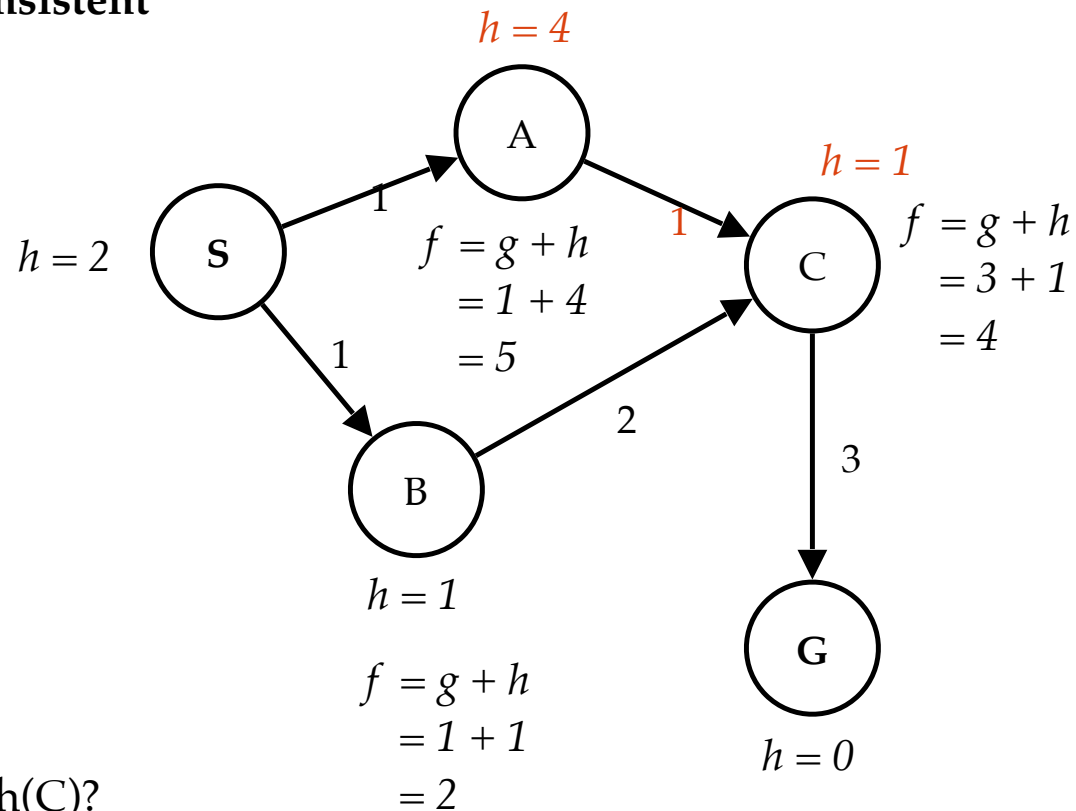 h = 4
A
h = 1
1
1
S
h = 2
f = g + h
= 1 + 4
= 5
C
f = g + h
= 3 + 1
= 4
1
2
3
B
h = 1
G
f = g + h
= 1 + 1
= 2
h = 0
h(C)?